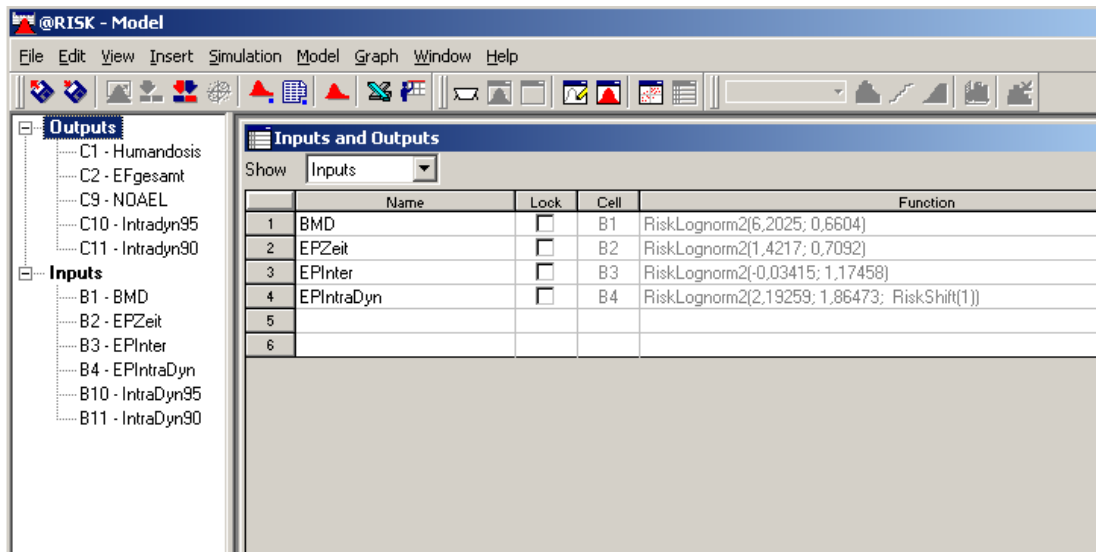 @RISK - Model
File Edit View Insert Simulation Model Graph Window Help
Outputs
C1 - Humandosis
C2 - EFgesamt
C9 - NOAEL
C10 - Intradyn95
C11 - Intradyn90
Inputs
B1 - BMD
B2 - EPZeit
B3 - EPInter
B4 - EPIntraDyn
B10 - IntraDyn95
B11 - IntraDyn90
Inputs and Outputs
Show Inputs
Name Lock Cell Function
1 BMD B1 RiskLognorm2(6,2025; 0,6604)
2 EPZeit B2 RiskLognorm2(1,4217; 0,7092)
3 EPInter B3 RiskLognorm2(-0,03415; 1,17458)
4 EPIntraDyn B4 RiskLognorm2(2,19259; 1,86473; RiskShift(1))
5
6